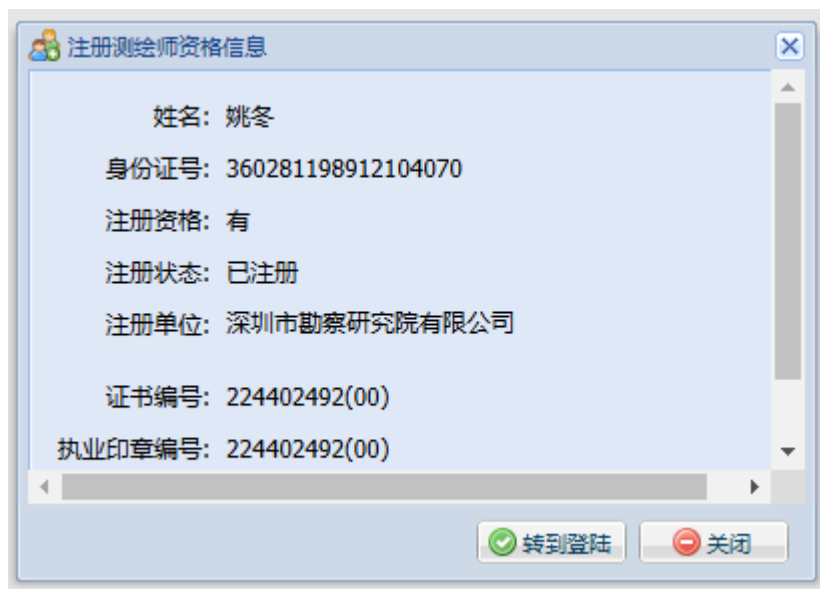 注册测绘师资格信息
姓名: 姚冬
身份证号: 360281198912104070
注册资格: 有
注册状态: 已注册
注册单位: 深圳市勘察研究院有限公司
证书编号: 224402492(00)
执业印章编号: 224402492(00)
转到登陆 关闭